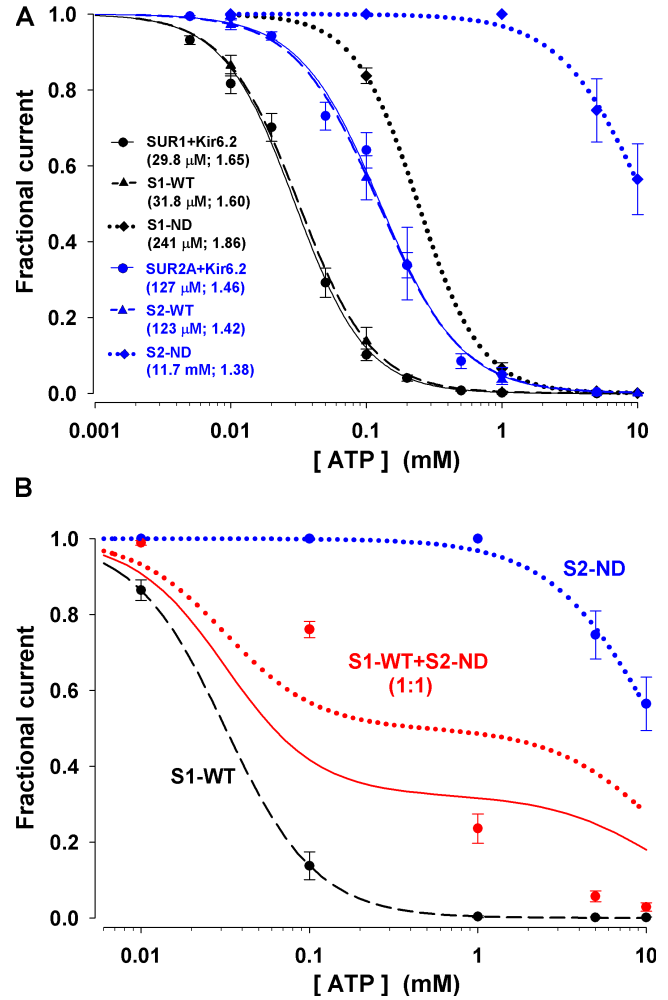 A
1.0
0.8
0.6
0.4
0.2
0.0
Fractional current
SUR1+Kir6.2
(29.8 μM; 1.65)
S1-WT
(31.8 μM; 1.60)
S1-ND
(241 μM; 1.86)
SUR2A+Kir6.2
(127 μM; 1.46)
S2-WT
(123 μM; 1.42)
S2-ND
(11.7 mM; 1.38)
0.001 0.01 0.1 1 10
[ ATP ] (mM)
B
1.0
0.8
0.6
0.4
0.2
0.0
Fractional current
S2-ND
S1-WT+S2-ND
(1:1)
S1-WT
0.01 0.1 1 10
[ ATP ] (mM)